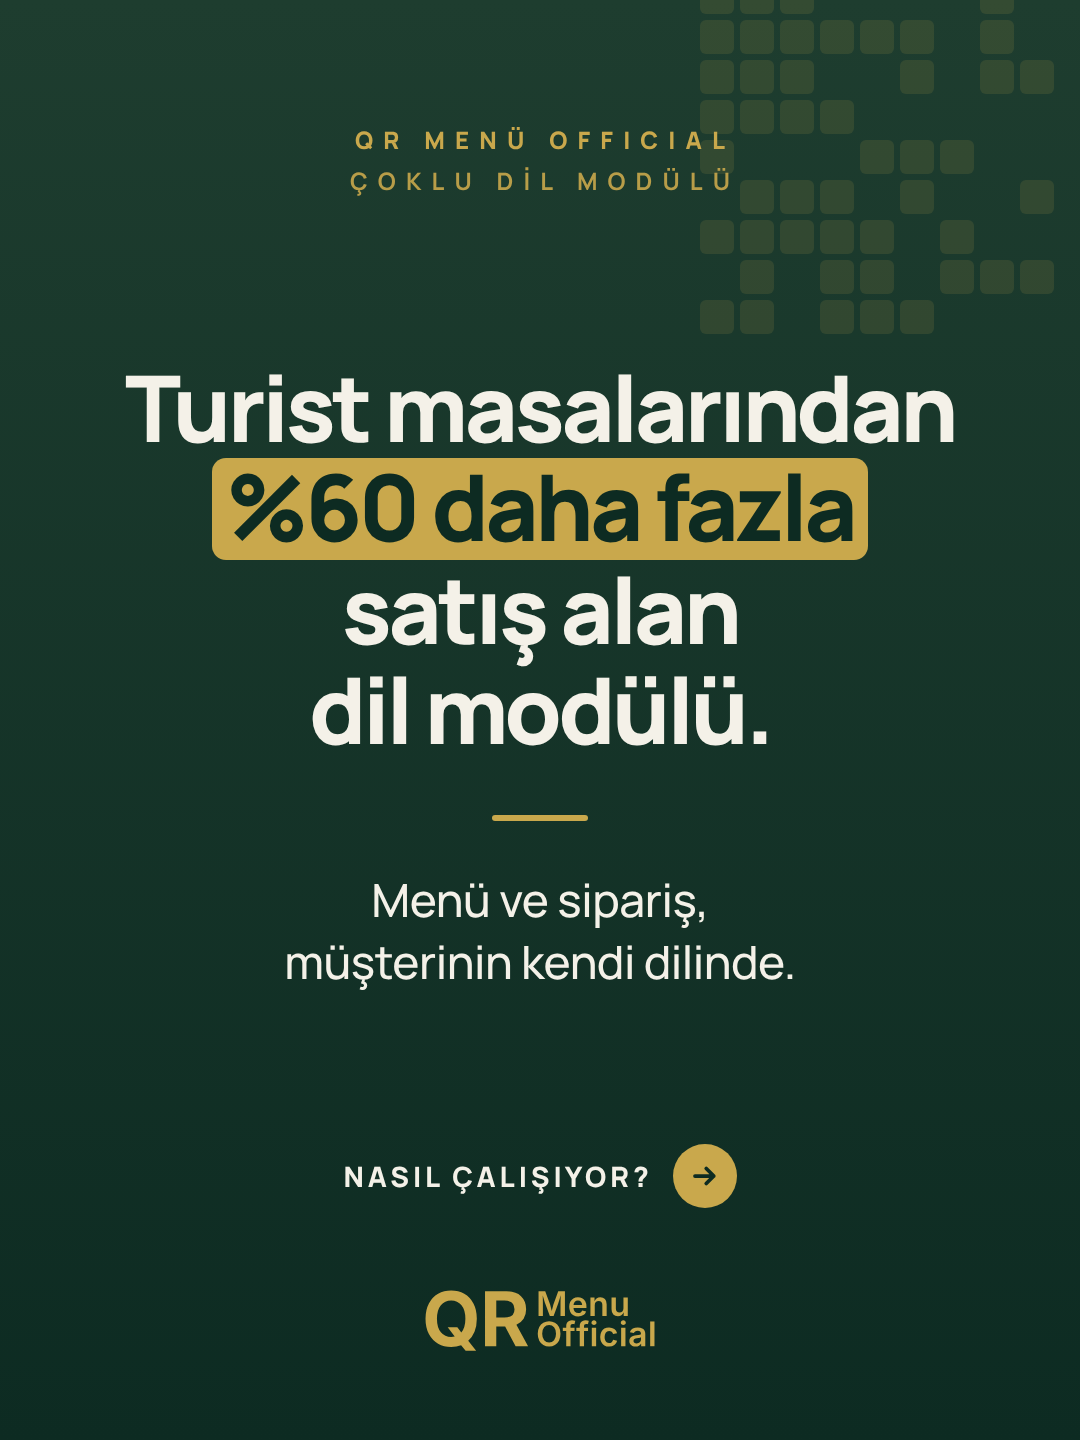 QR MENÜ OFFICIAL
ÇOKLU DİL MODÜLÜ
Turist masalarından
%60 daha fazla
satış alan
dil modülü.
Menü ve sipariş,
müşterinin kendi dilinde.
NASIL ÇALIŞIYOR?
QR Menu
Official